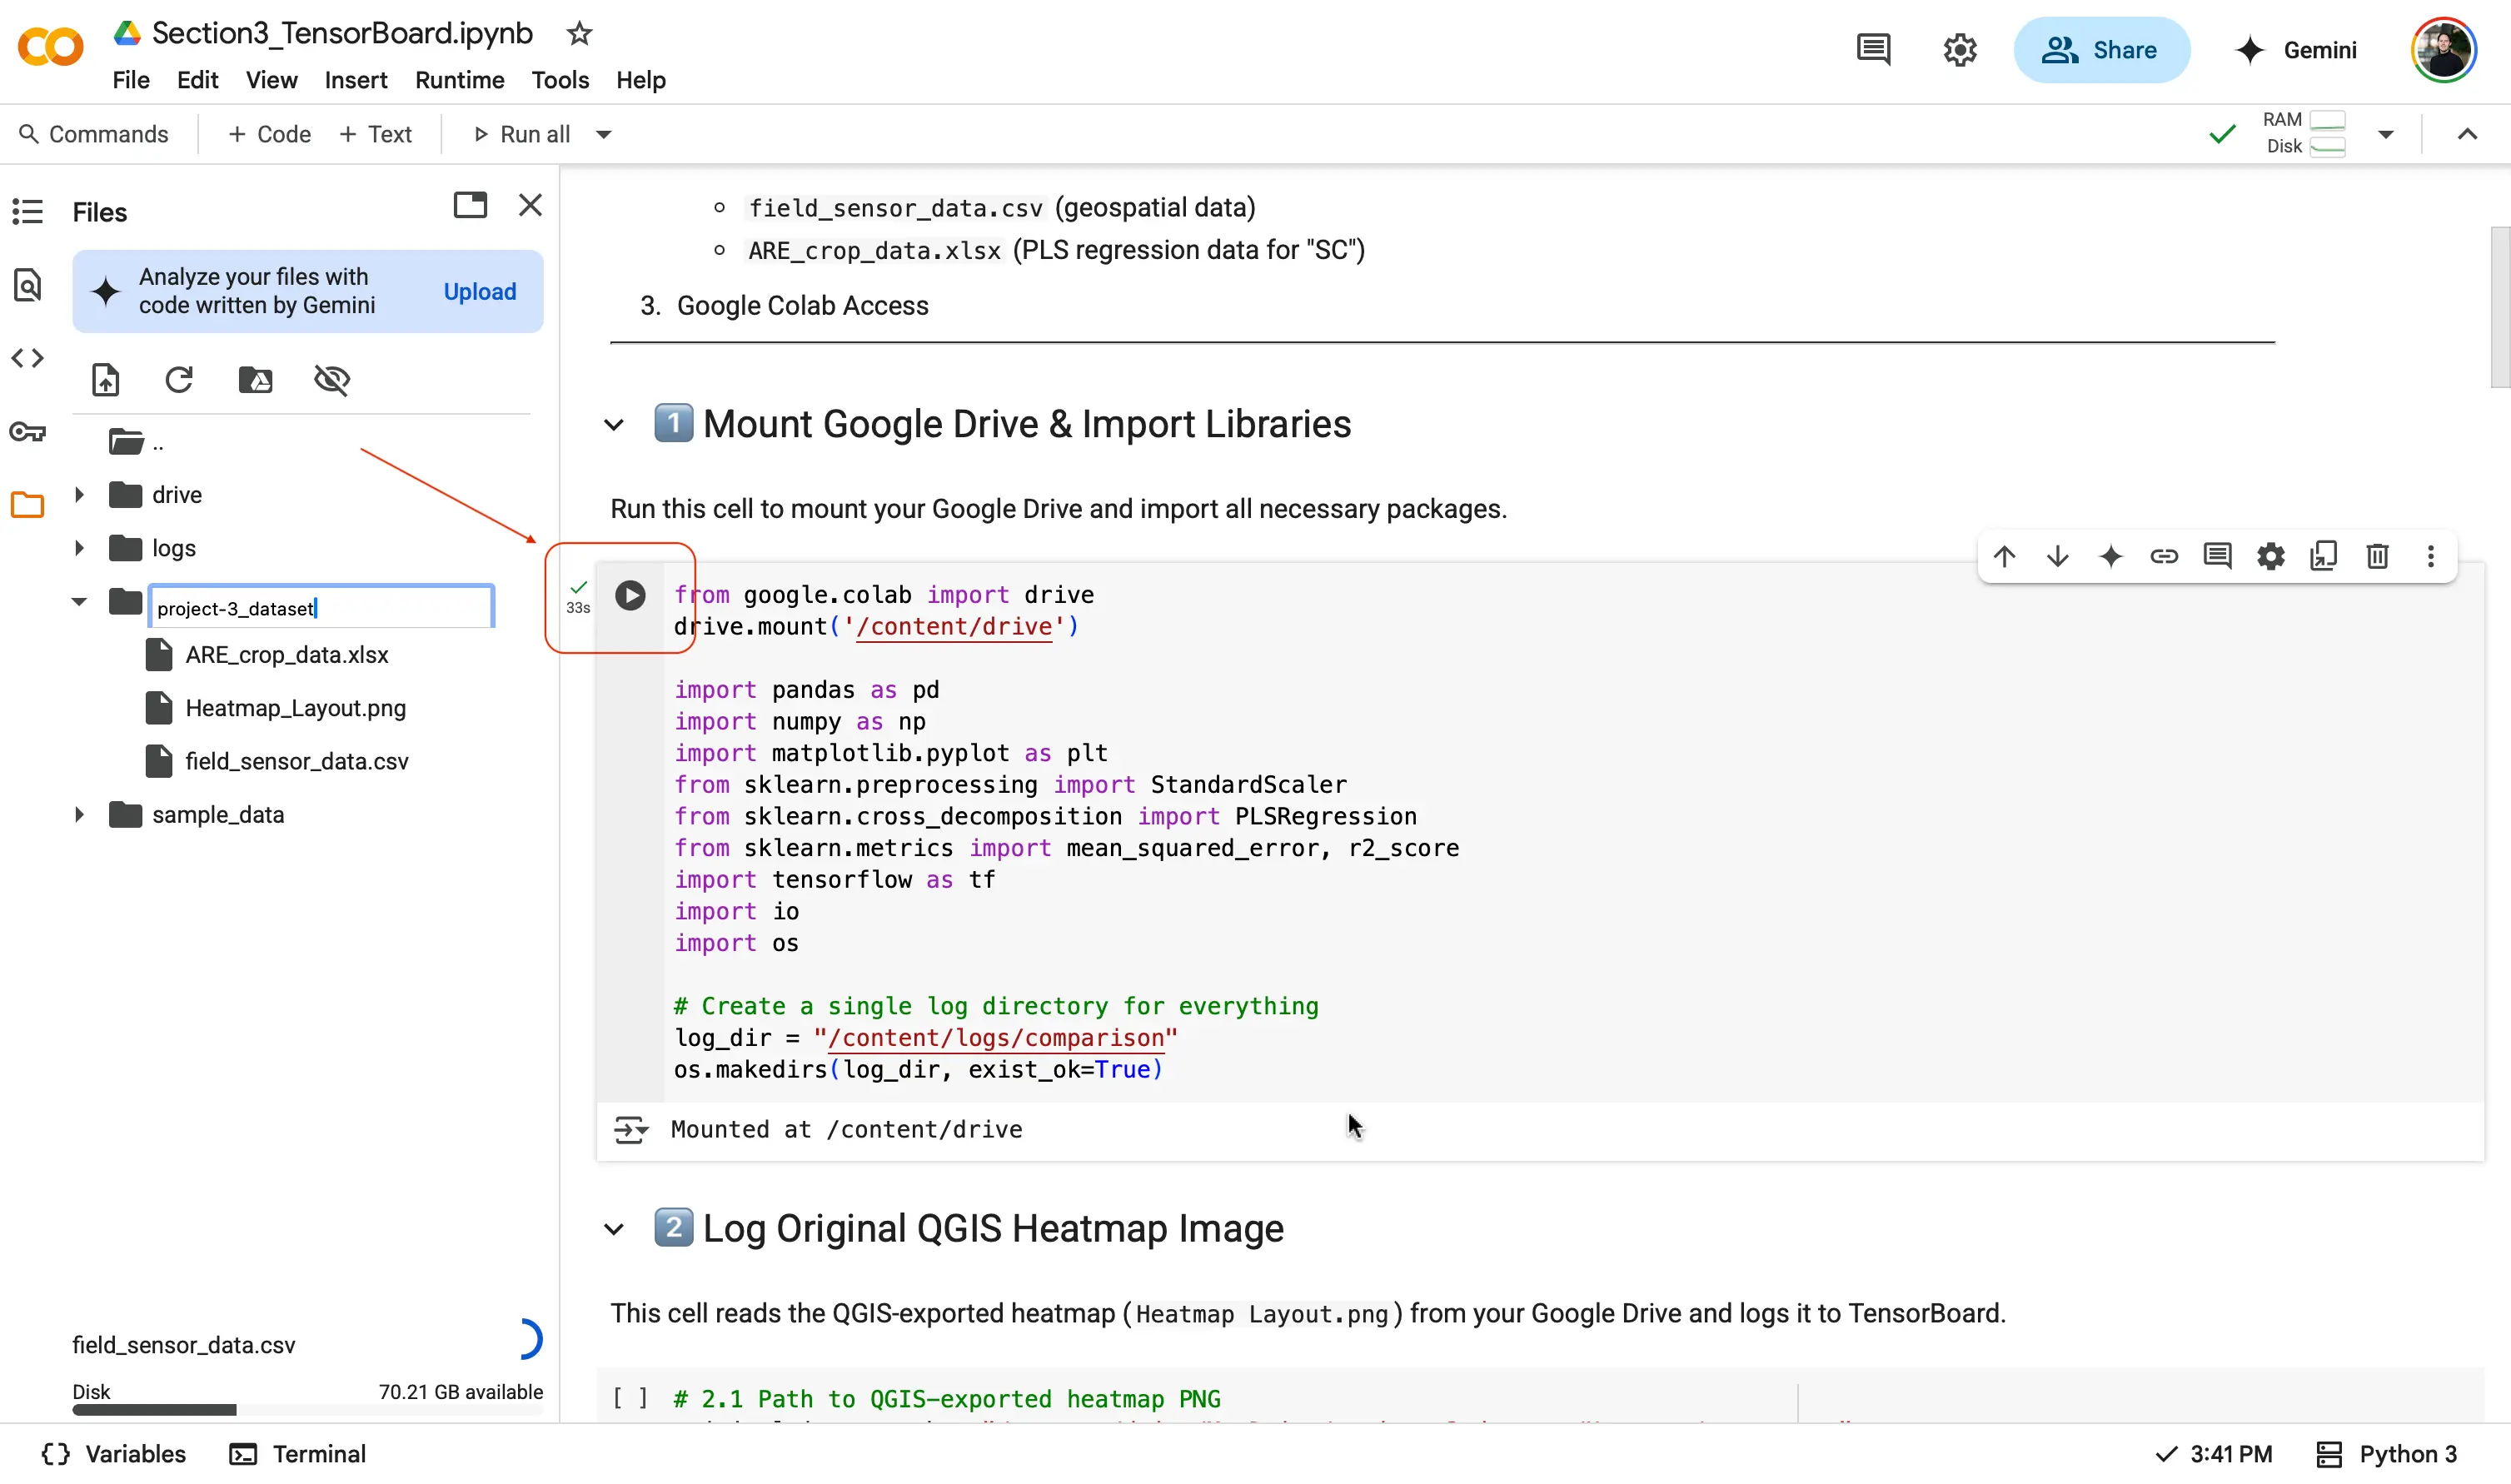 Section3_TensorBoard.ipynb
File Edit View Insert Runtime Tools Help
Share
Gemini
Commands + Code + Text Run all
RAM
Disk
Files
Analyze your files with
code written by Gemini
Upload
..
drive
logs
project-3_dataset
ARE_crop_data.xlsx
Heatmap_Layout.png
field_sensor_data.csv
sample_data
field_sensor_data.csv
Disk 70.21 GB available
field_sensor_data.csv (geospatial data)
ARE_crop_data.xlsx (PLS regression data for "SC")
3. Google Colab Access
1 Mount Google Drive & Import Libraries
Run this cell to mount your Google Drive and import all necessary packages.
33s
from google.colab import drive
drive.mount('/content/drive')
import pandas as pd
import numpy as np
import matplotlib.pyplot as plt
from sklearn.preprocessing import StandardScaler
from sklearn.cross_decomposition import PLSRegression
from sklearn.metrics import mean_squared_error, r2_score
import tensorflow as tf
import io
import os
# Create a single log directory for everything
log_dir = "/content/logs/comparison"
os.makedirs(log_dir, exist_ok=True)
Mounted at /content/drive
2 Log Original QGIS Heatmap Image
This cell reads the QGIS-exported heatmap (Heatmap Layout.png) from your Google Drive and logs it to TensorBoard.
[ ] # 2.1 Path to QGIS-exported heatmap PNG
{} Variables Terminal
3:41 PM Python 3